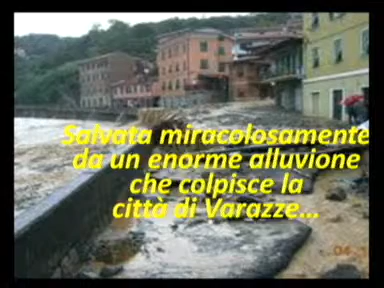 Salvata miracolosamente
da un enorme alluvione
che colpisce la
città di Varazze...